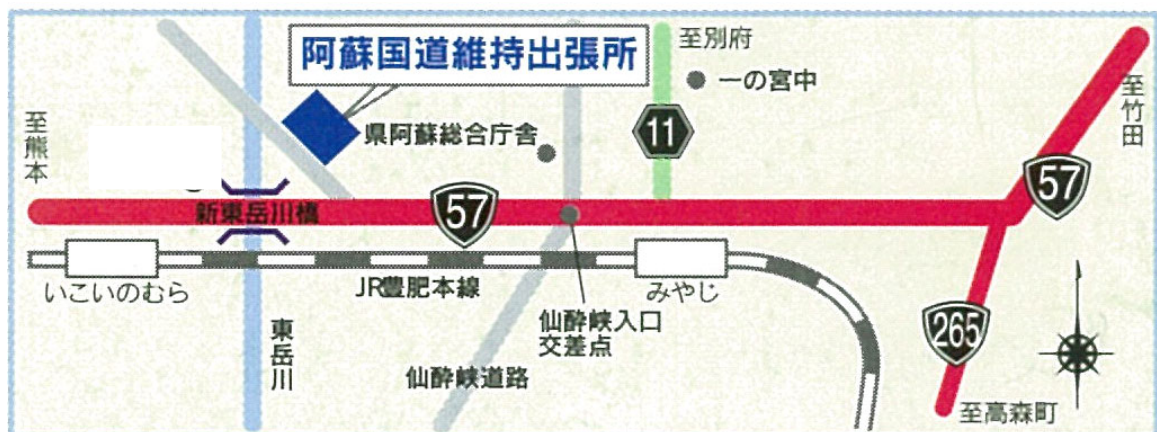 阿蘇国道維持出張所
至別府
一の宮中
至竹田
至熊本
県阿蘇総合庁舎
11
57
新東岳川橋
57
いこいのむら
JR豊肥本線
みやじ
仙酔峡入口
交差点
265
東岳川
仙酔峡道路
至高森町